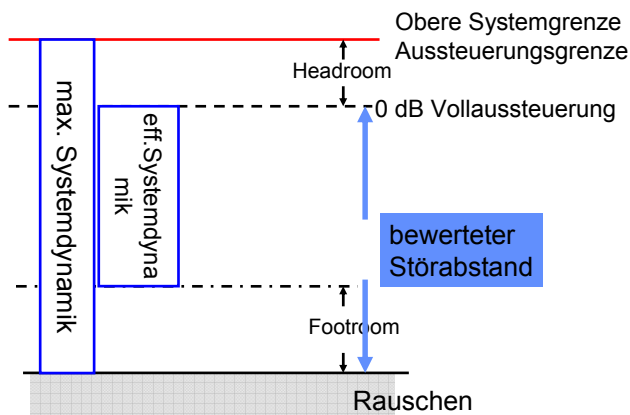 Obere Systemgrenze
Aussteuerungsgrenze
Headroom
0 dB Vollaussteuerung
max. Systemdynamik
eff.Systemdyna
mik
bewerteter
Störabstand
Footroom
Rauschen